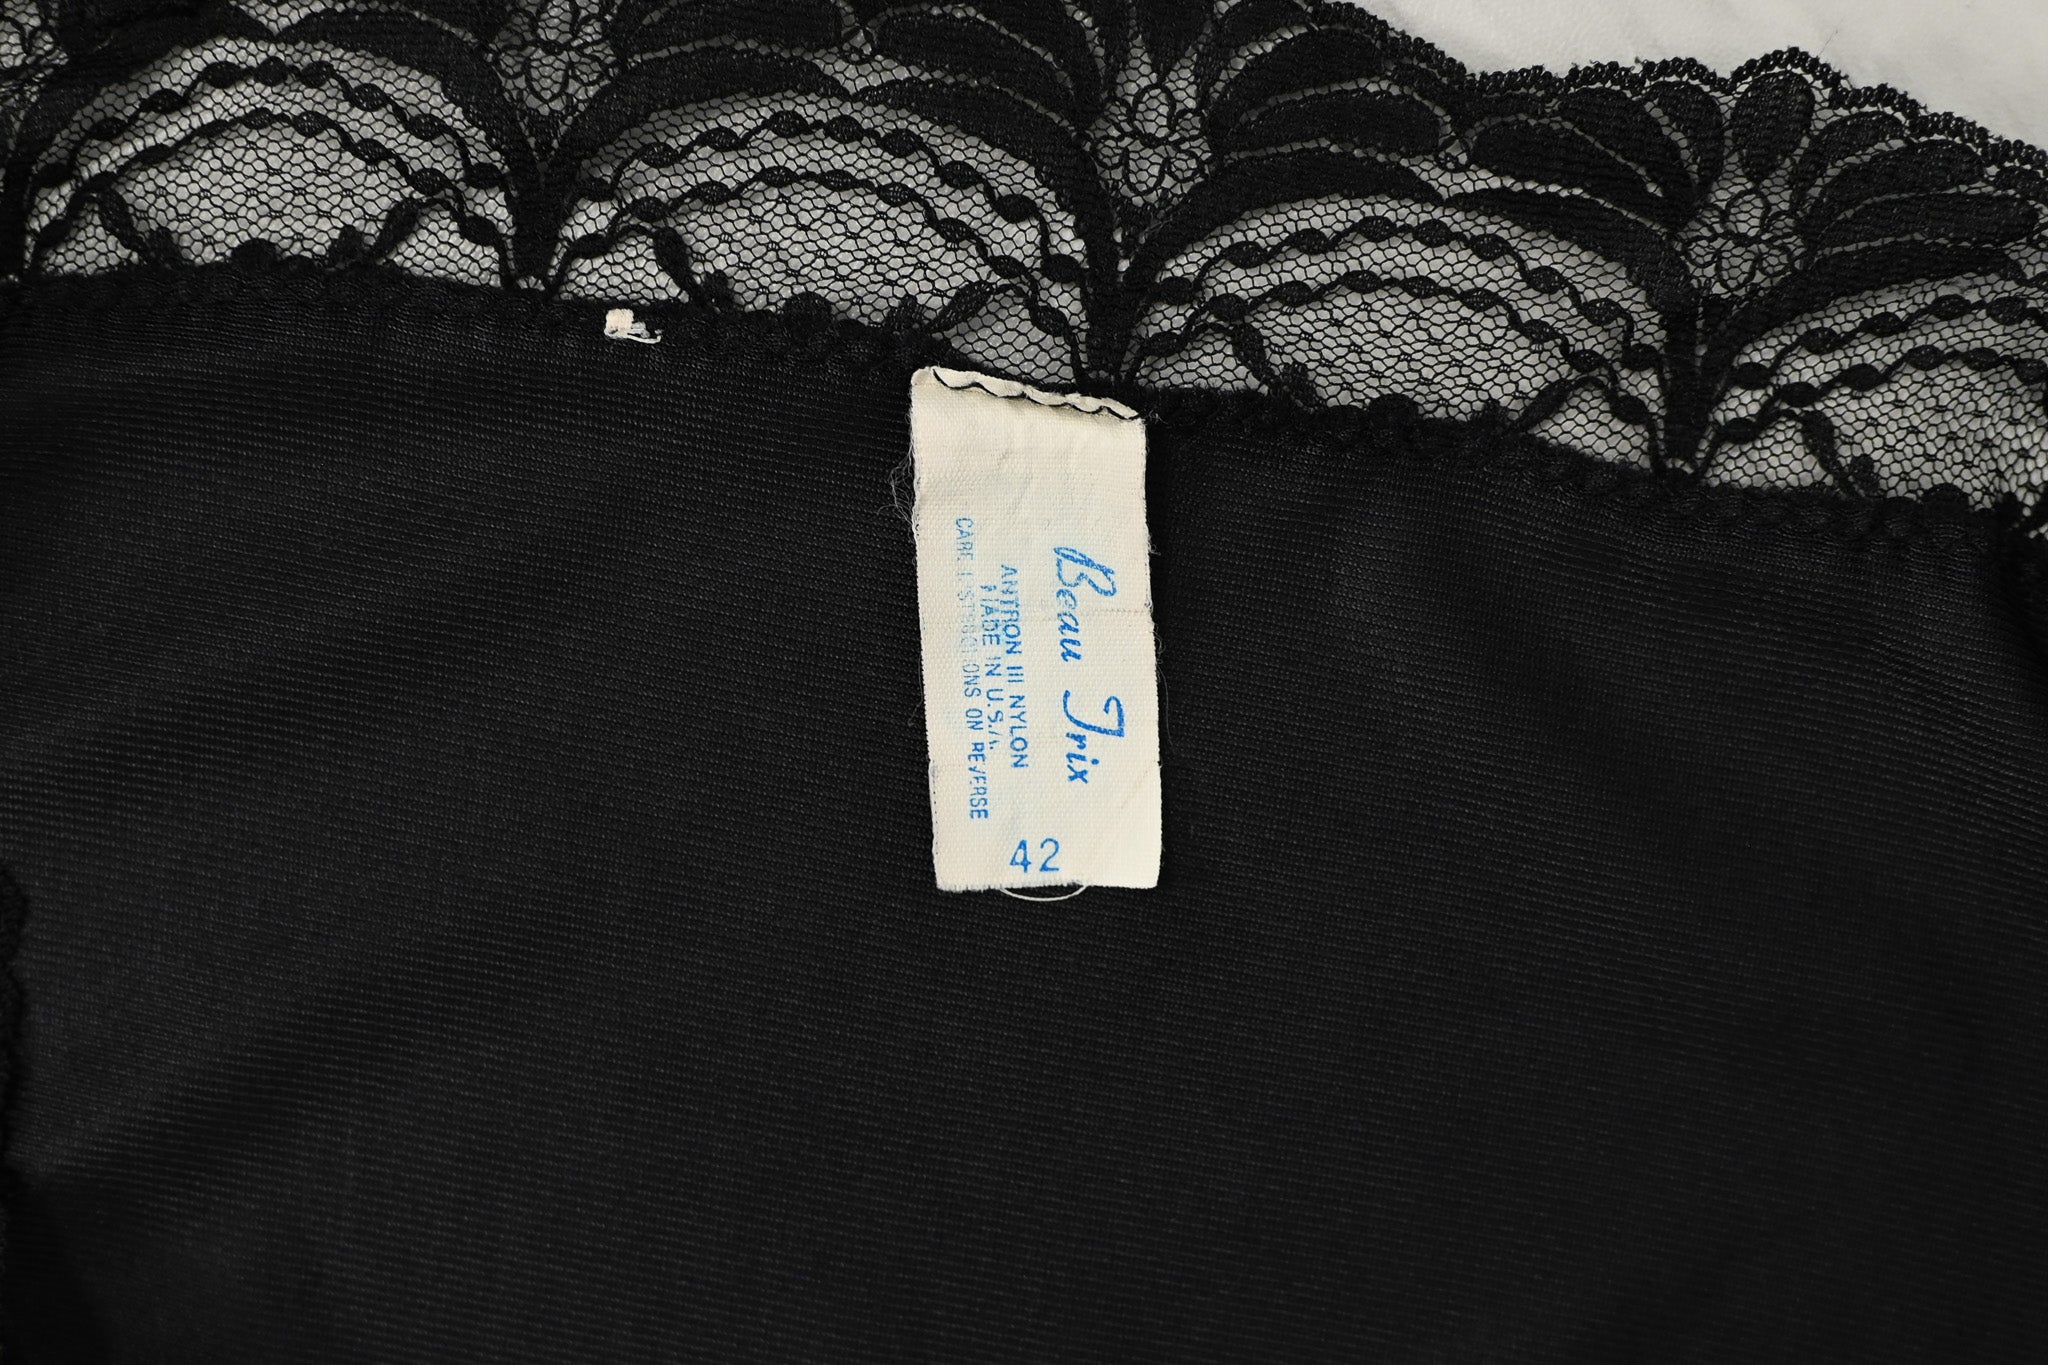 Beau Trix
ANTRON III NYLON
MADE IN U.S.A.
CARE INSTRUCTIONS ON REVERSE
42